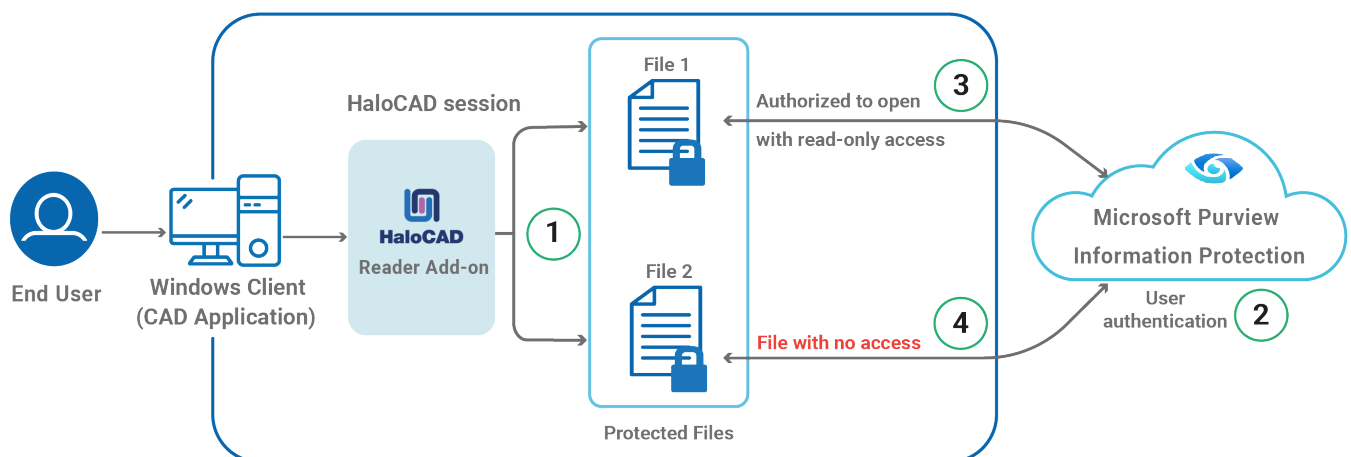 End User
Windows Client
(CAD Application)
HaloCAD session
HaloCAD
Reader Add-on
1
File 1
File 2
Protected Files
Authorized to open
with read-only access
3
File with no access
4
Microsoft Purview
Information Protection
User
authentication
2